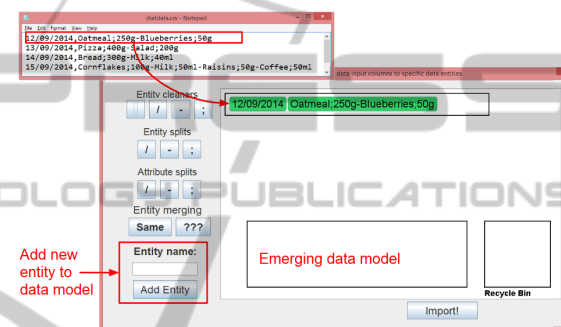 dietdata.csv - Notepad
File Edit Format View Help
12/09/2014,Oatmeal;250g-Blueberries;50g
13/09/2014,Pizza;400g-Salad;200g
14/09/2014,Bread;300g-Milk;40ml
15/09/2014,Cornflakes;100g-Milk;50ml-Raisins;50g-Coffee;50ml
data input columns to specific data entities
Entity cleaners
/ - ;
12/09/2014 Oatmeal;250g-Blueberries;50g
Entity splits
/ - ;
Attribute splits
/ - ;
Entity merging
Same ???
Add new
entity to
data model
Entity name:
Add Entity
Emerging data model
Recycle Bin
Import!
PUBLICATIONS